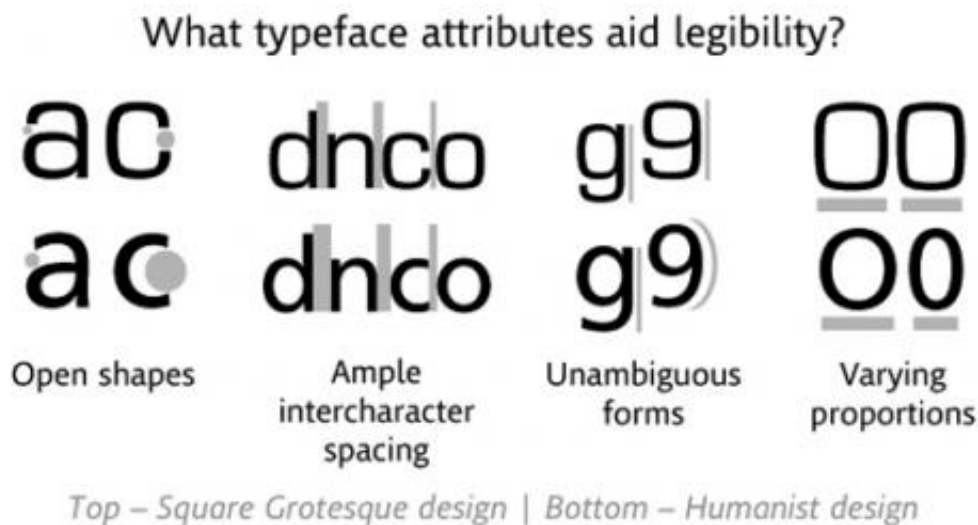 What typeface attributes aid legibility?
ac dnco g9 OO
ac dnco g9 O0
Open shapes
Ample
intercharacter
spacing
Unambiguous
forms
Varying
proportions
Top – Square Grotesque design | Bottom – Humanist design